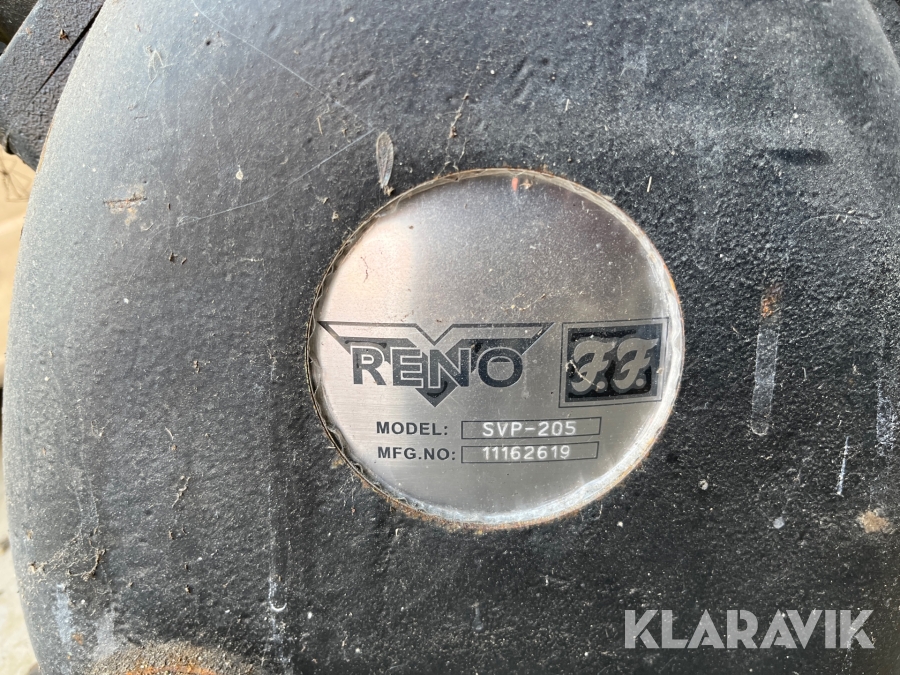 RENO F.F.
MODEL: SVP-205
MFG.NO: 11162619
KLARAVIK